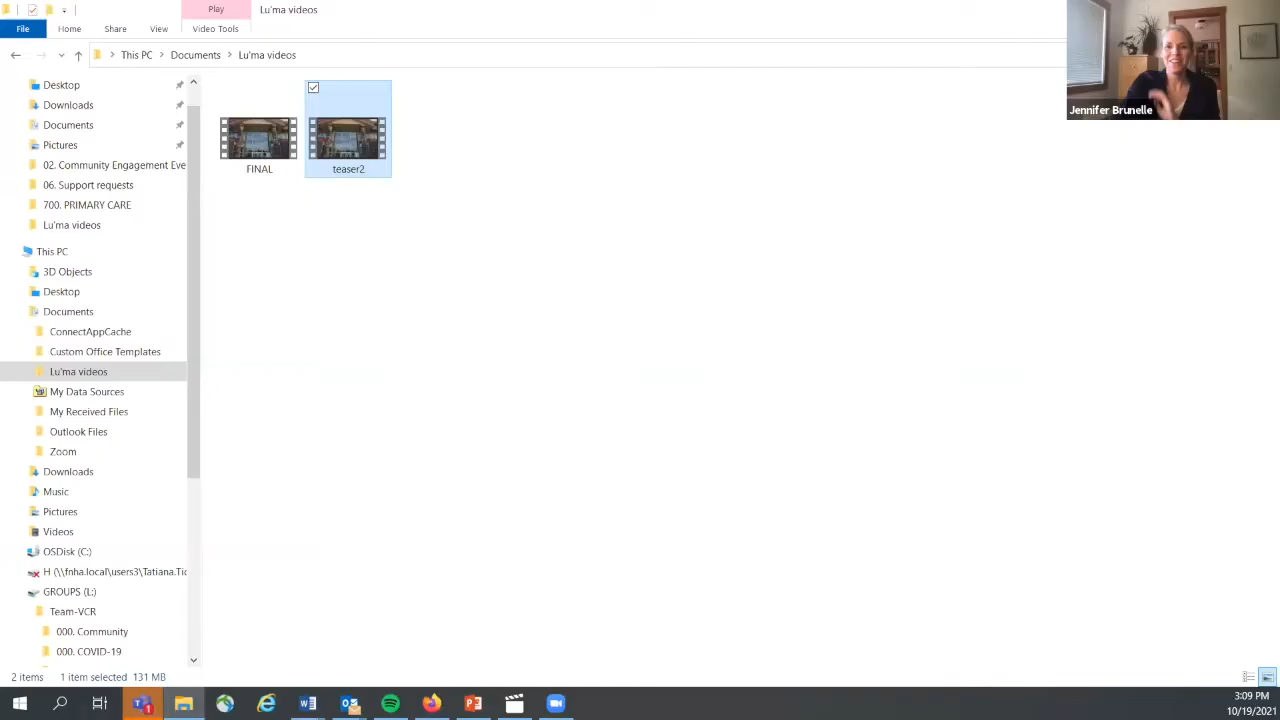 Play
Lu'ma videos
File
Home
Share
View
Video Tools
This PC
Documents
Lu'ma videos
Desktop
Downloads
Documents
Pictures
02. Community Engagement Eve
06. Support requests
700. PRIMARY CARE
Lu'ma videos
This PC
3D Objects
Desktop
Documents
ConnectAppCache
Custom Office Templates
Lu'ma videos
My Data Sources
My Received Files
Outlook Files
Zoom
Downloads
Music
Pictures
Videos
OSDisk (C:)
H (\\fnha.local\users3\Tatiana.Tic
GROUPS (L:)
Team-VCR
000. Community
000. COVID-19
FINAL
teaser2
Jennifer Brunelle
2 items 1 item selected 131 MB
3:09 PM
10/19/2021